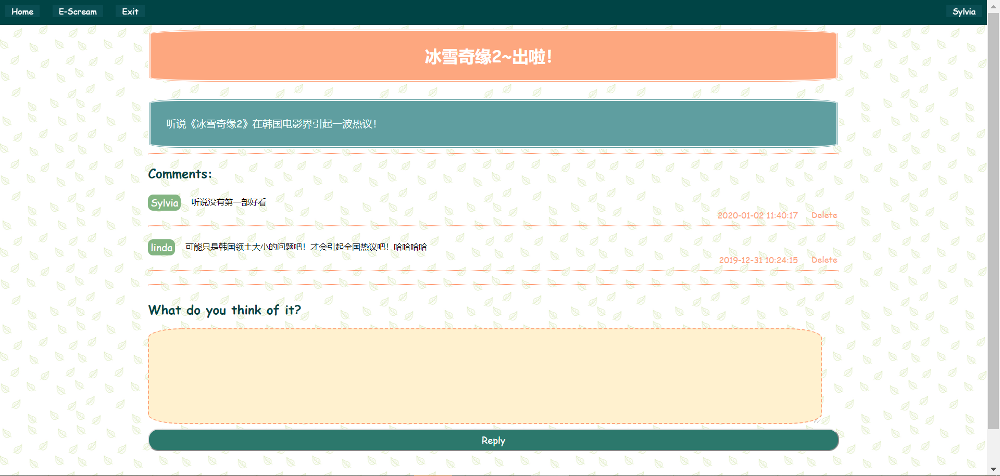 Home E-Scream Exit Sylvia
冰雪奇缘2~出啦!
听说《冰雪奇缘2》在韩国电影界引起一波热议!
Comments:
Sylvia 听说没有第一部好看
2020-01-02 11:40:17 Delete
linda 可能只是韩国领土大小的问题吧！才会引起全国热议吧！哈哈哈哈
2019-12-31 10:24:15 Delete
What do you think of it?
Reply